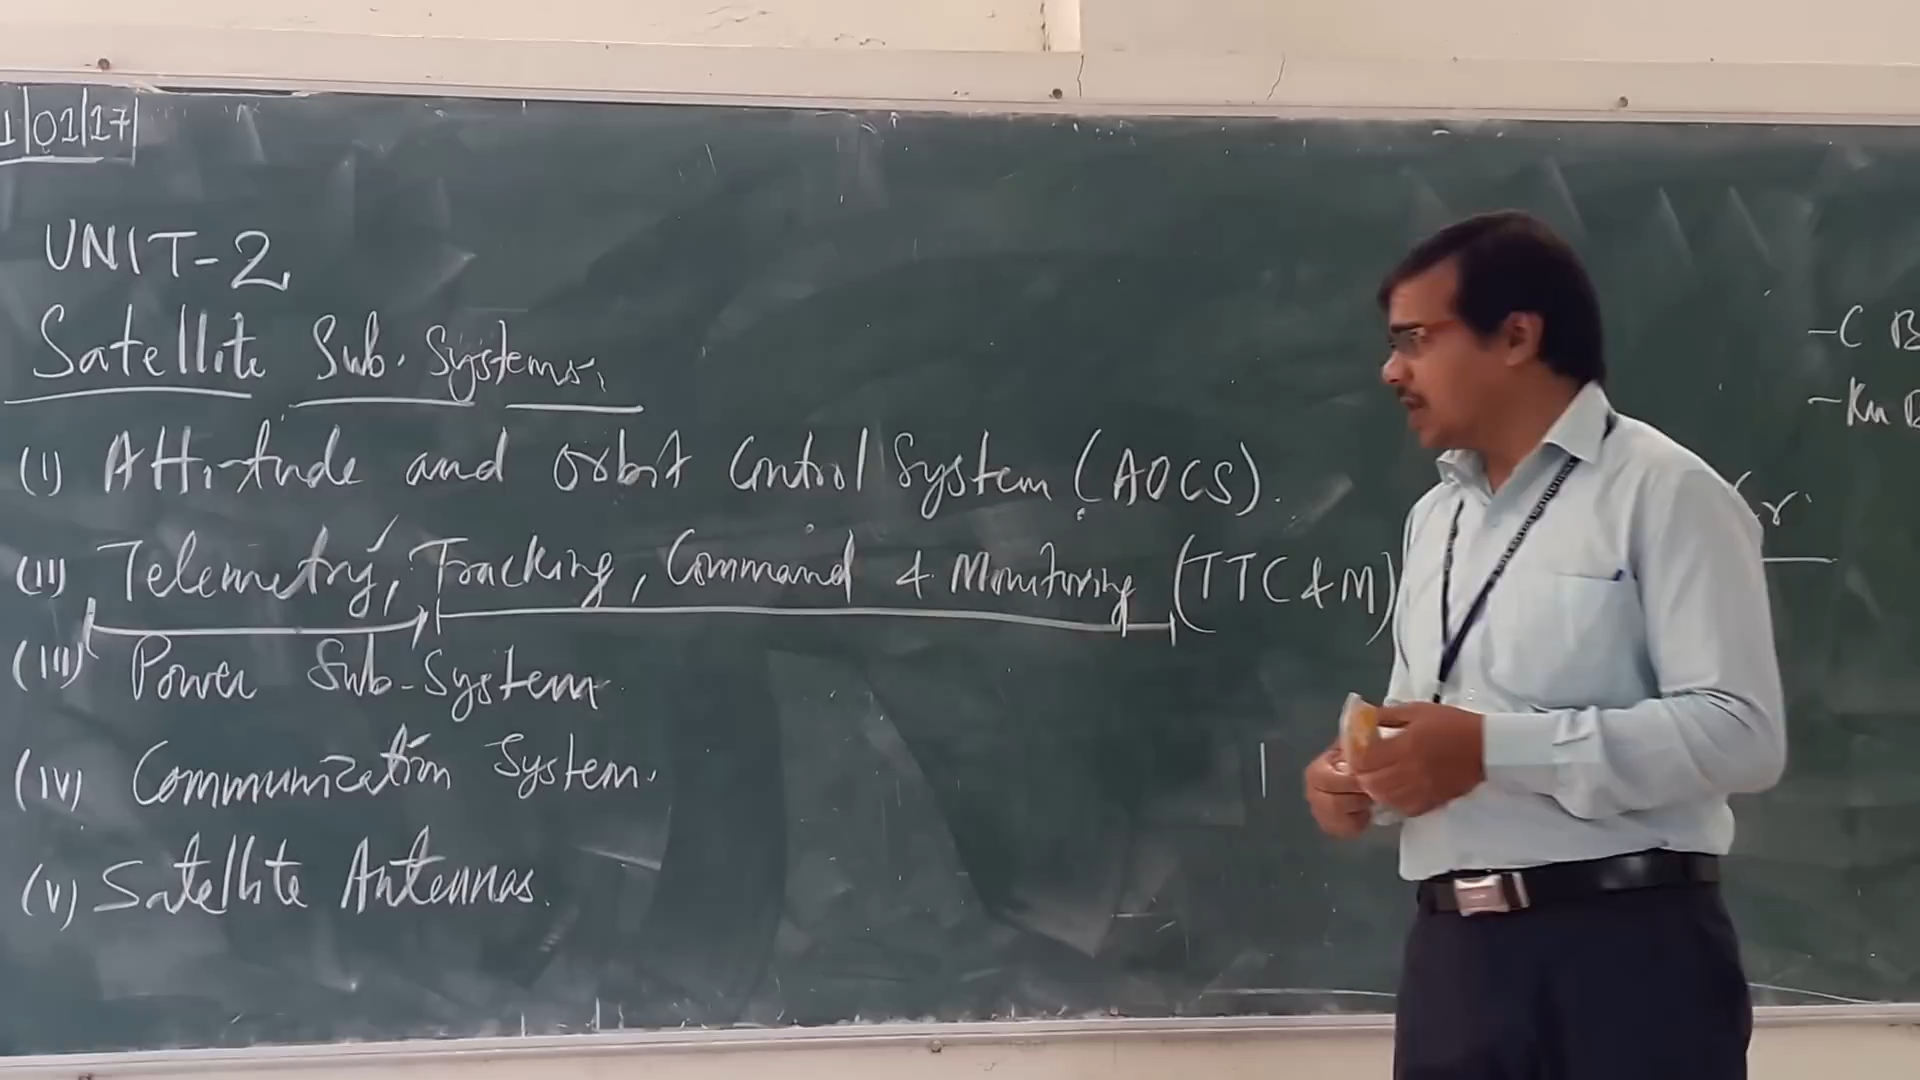 1|01|17|
UNIT-2
Satellite Sub-Systems.
(I) Attitude and Orbit Control System (AOCS).
(II) Telemetry, Tracking, Command & Monitoring (TTC&M)
(III) Power Sub-System
(IV) Communication System.
(V) Satellite Antennas.
-C B
-Ku B